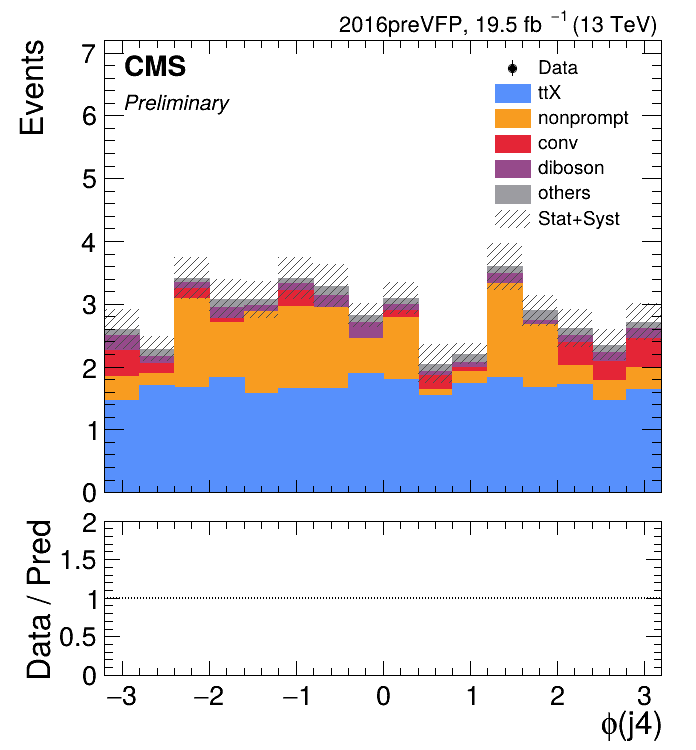 2016preVFP, 19.5 fb⁻¹ (13 TeV)
CMS
Preliminary
Data
ttX
nonprompt
conv
diboson
others
Stat+Syst
Events
7
6
5
4
3
2
1
0
Data / Pred
2
1.5
1
0.5
0
−3 −2 −1 0 1 2 3
ϕ(j4)